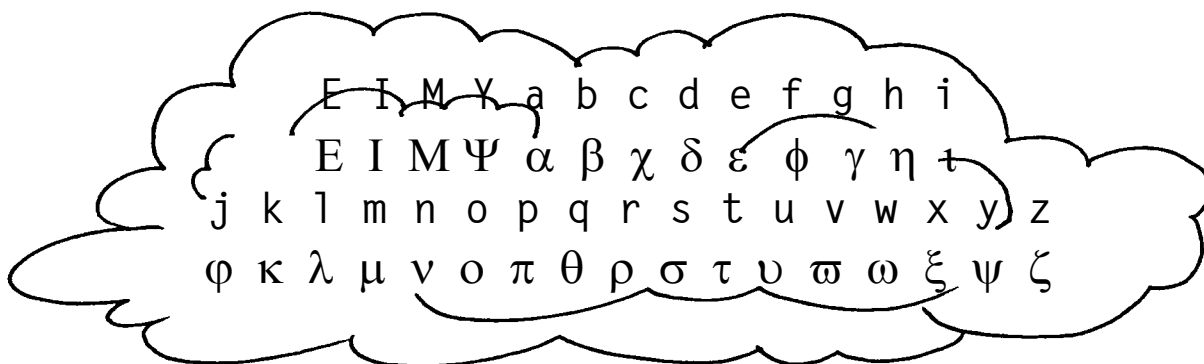 E I M Y a b c d e f g h i
Ε Ι Μ Ψ α β χ δ ε φ γ η ι
j k l m n o p q r s t u v w x y z
φ κ λ μ ν ο π θ ρ σ τ υ ϖ ω ξ ψ ζ